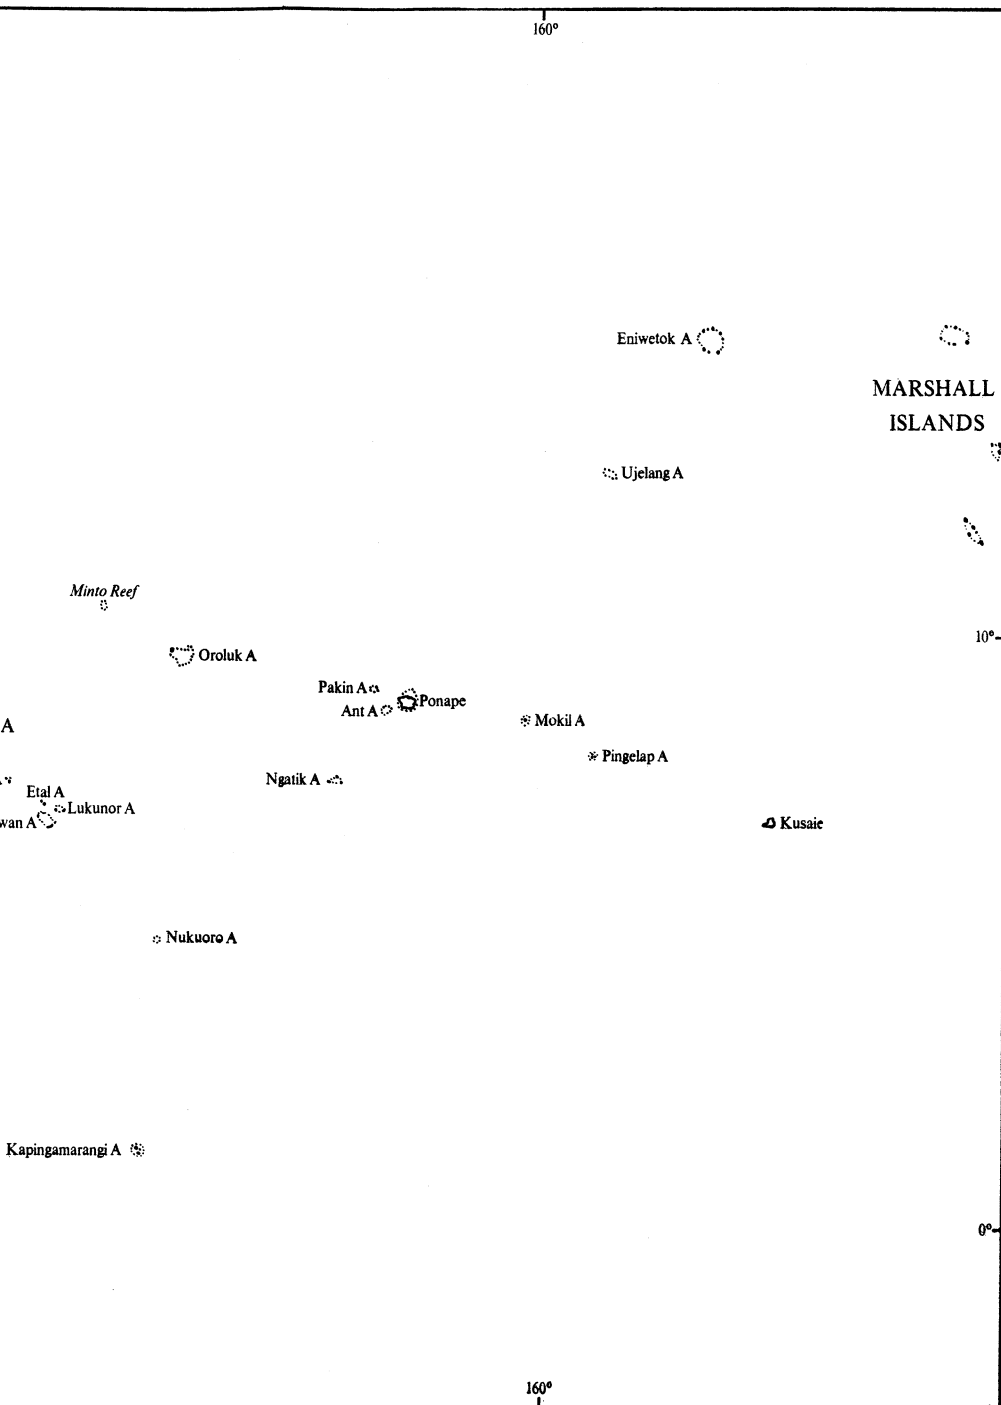 160°
Eniwetok A
MARSHALL
ISLANDS
Ujelang A
Minto Reef
10°
Oroluk A
Pakin A
Ponape
Ant A
Mokil A
A
Pingelap A
Ngatik A
Etal A
Lukunor A
wan A
Kusaie
Nukuoro A
Kapingamarangi A
0°
160°